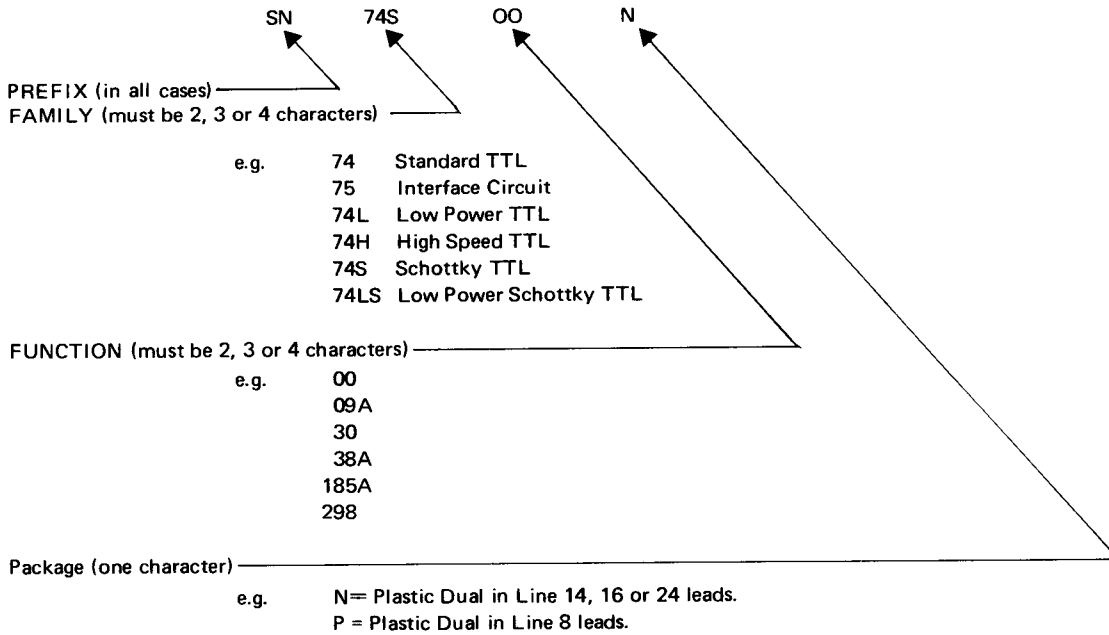 SN 74S OO N
PREFIX (in all cases)
FAMILY (must be 2, 3 or 4 characters)
e.g. 74 Standard TTL
75 Interface Circuit
74L Low Power TTL
74H High Speed TTL
74S Schottky TTL
74LS Low Power Schottky TTL
FUNCTION (must be 2, 3 or 4 characters)
e.g. 00
09A
30
38A
185A
298
Package (one character)
e.g. N= Plastic Dual in Line 14, 16 or 24 leads.
P = Plastic Dual in Line 8 leads.